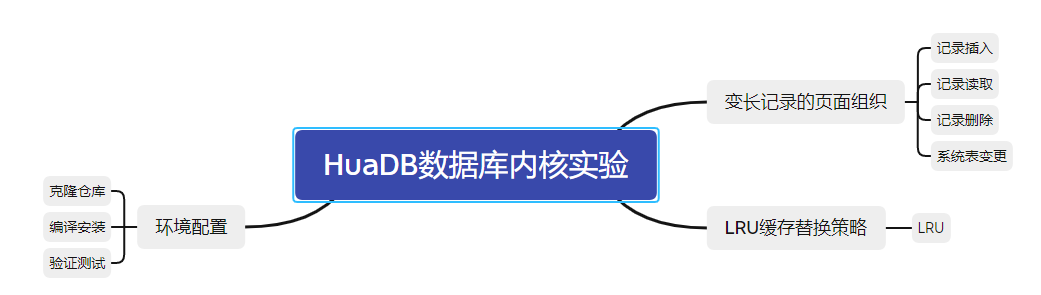 HuaDB数据库内核实验
变长记录的页面组织
记录插入
记录读取
记录删除
系统表变更
LRU缓存替换策略
LRU
环境配置
克隆仓库
编译安装
验证测试